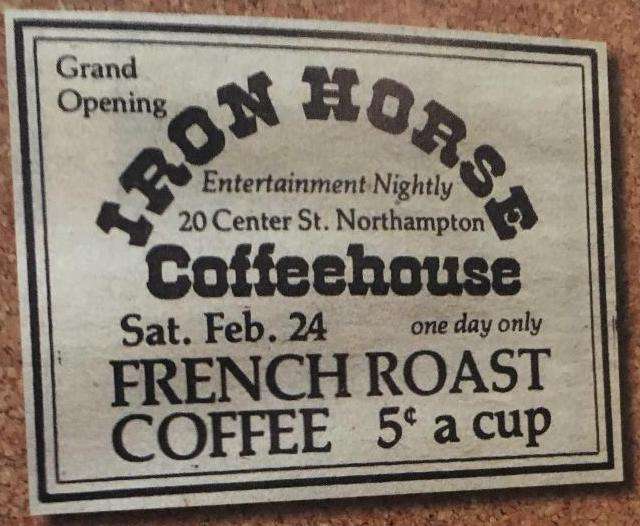 Grand
Opening
IRON HORSE
Entertainment Nightly
20 Center St. Northampton
Coffeehouse
Sat. Feb. 24 one day only
FRENCH ROAST
COFFEE 5¢ a cup